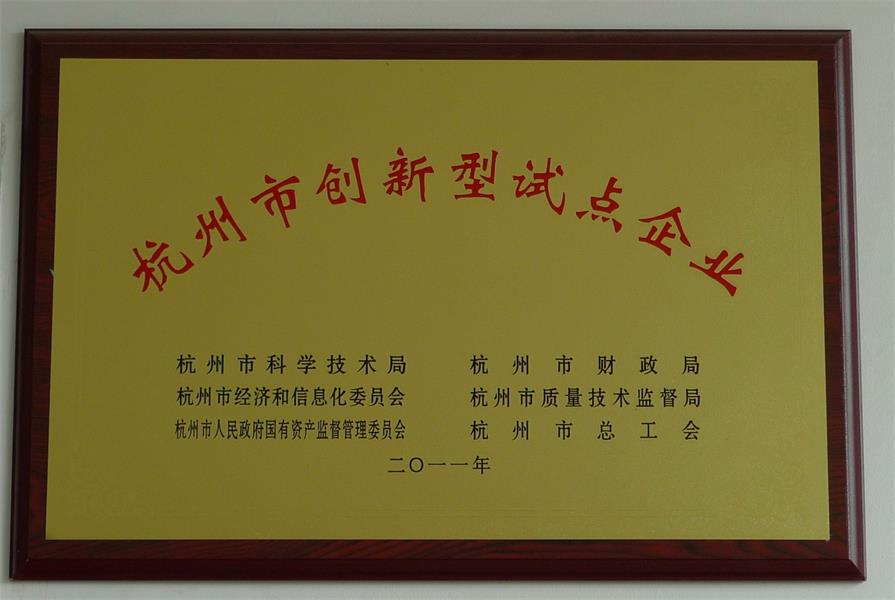 杭州市创新型试点企业
杭州市科学技术局 杭州市财政局
杭州市经济和信息化委员会 杭州市质量技术监督局
杭州市人民政府国有资产监督管理委员会 杭州市总工会
二〇一一年